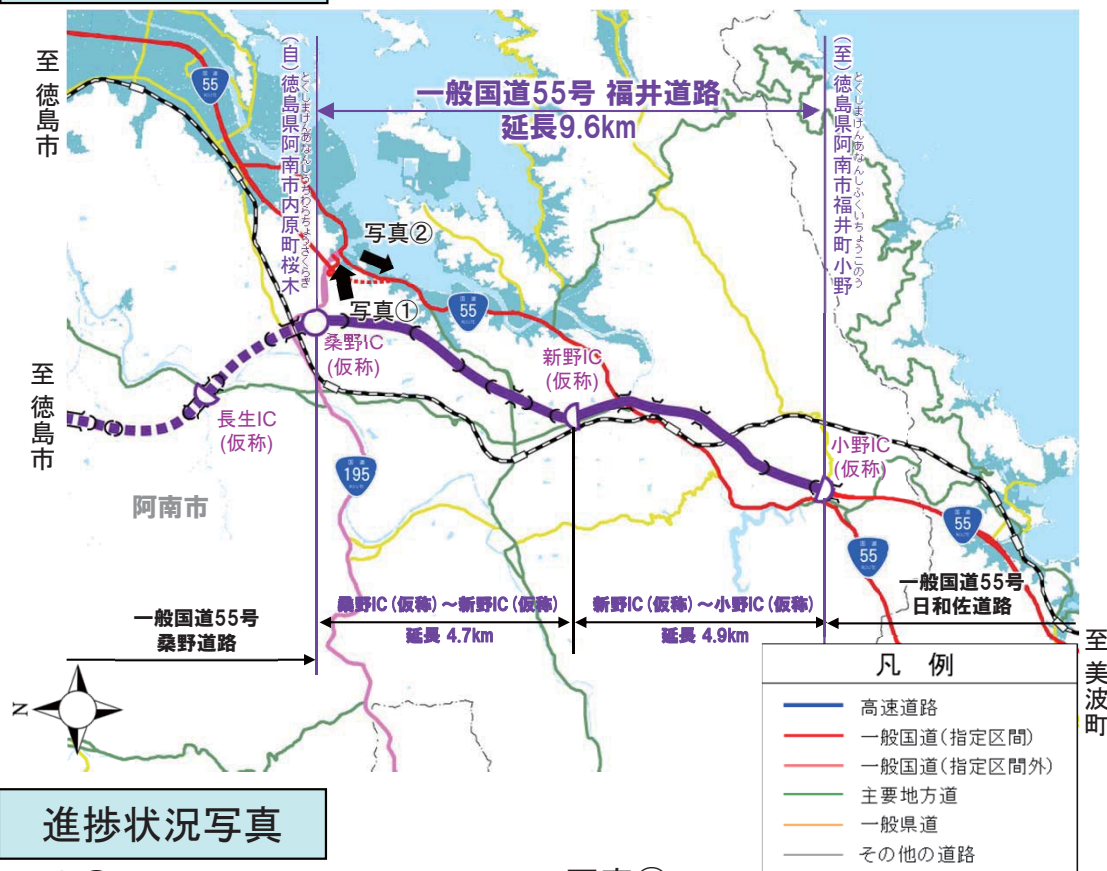 一般国道55号 福井道路
延長9.6km
(自)徳島県阿南市内原町桜木
とくしまけんあなんしうちわらちょうさくらぎ
(至)徳島県阿南市福井町小野
とくしまけんあなんしふくいちょうこのう
至 徳島市
国道
55
写真②
写真①
国道
55
桑野IC
(仮称)
新野IC
(仮称)
至 徳島市
長生IC
(仮称)
小野IC
(仮称)
国道
195
阿南市
国道
55
国道
55
一般国道55号
桑野道路
桑野IC(仮称)~新野IC(仮称)
延長 4.7km
新野IC(仮称)~小野IC(仮称)
延長 4.9km
一般国道55号
日和佐道路
至 美波町
N
凡 例
高速道路
一般国道(指定区間)
一般国道(指定区間外)
主要地方道
一般県道
その他の道路
進捗状況写真